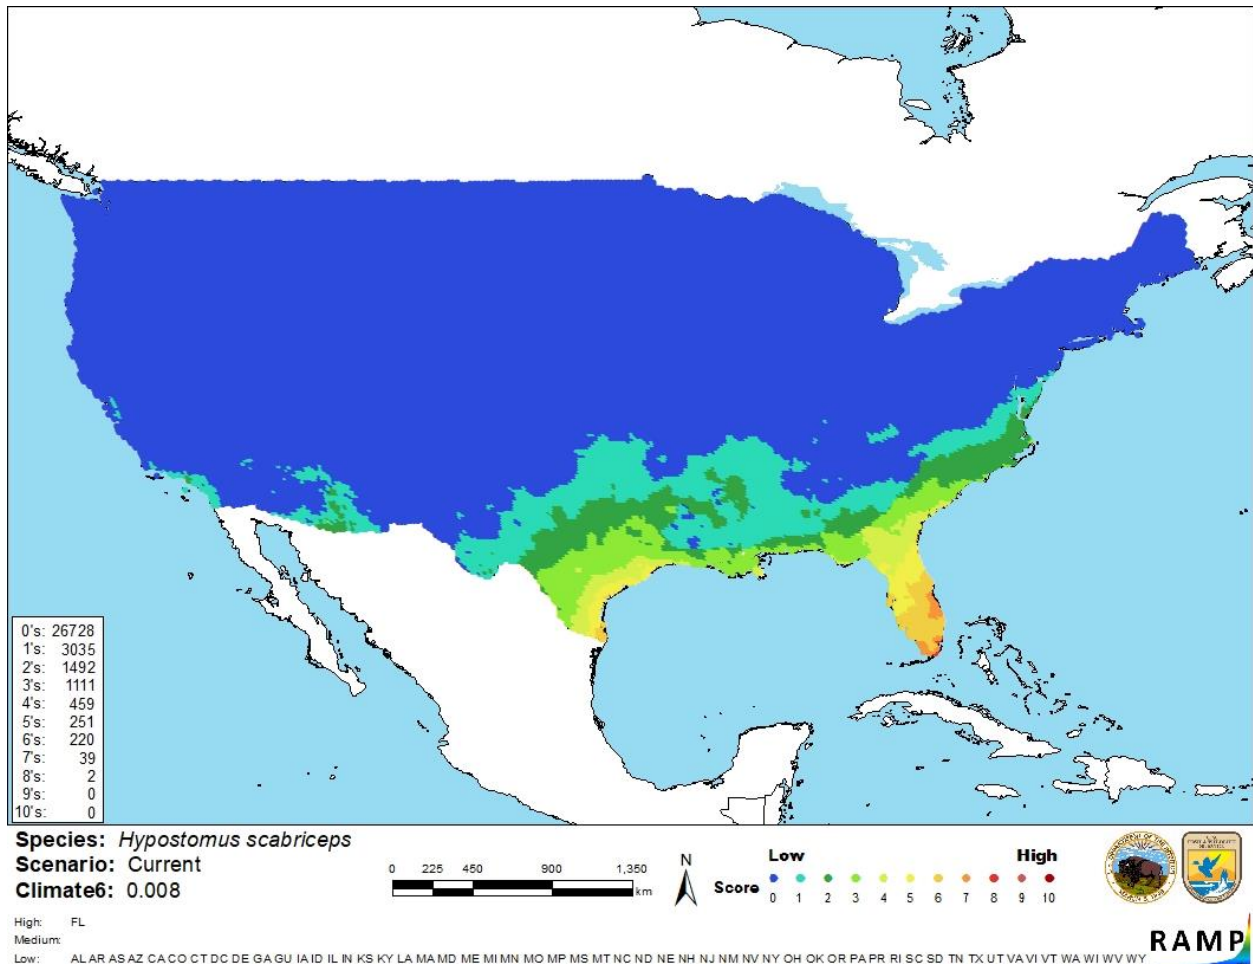 0's: 26728
1's: 3035
2's: 1492
3's: 1111
4's: 459
5's: 251
6's: 220
7's: 39
8's: 2
9's: 0
10's: 0
Species: Hypostomus scabriceps
Scenario: Current
Climate6: 0.008
0 225 450 900 1,350
km
N
Low High
Score
0 1 2 3 4 5 6 7 8 9 10
RAMP
High: FL
Medium:
Low: AL AR AS AZ CA CO CT DC DE GA GU IA ID IL IN KS KY LA MA MD ME MI MN MO MP MS MT NC ND NE NH NJ NM NV NY OH OK OR PA PR RI SC SD TN TX UT VA VI VT WA WI WV WY